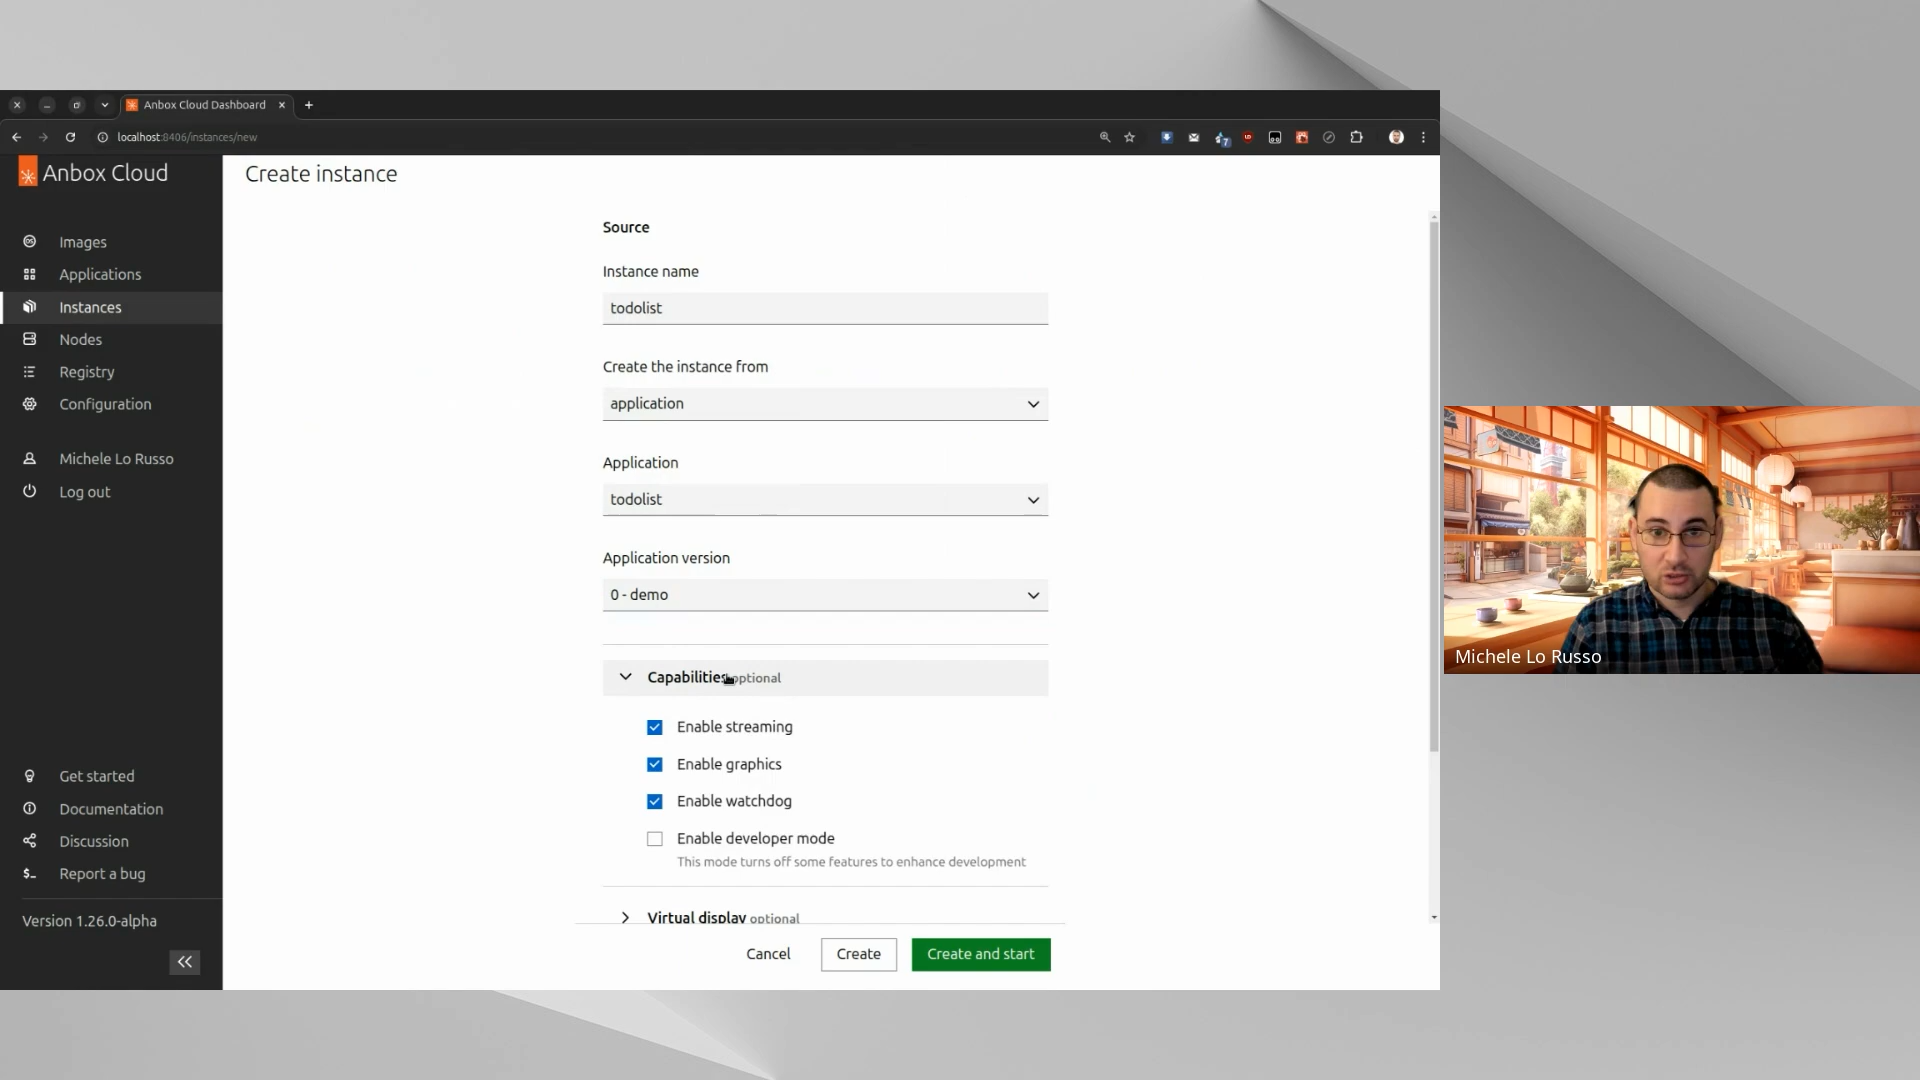 Anbox Cloud Dashboard
localhost:8406/instances/new
7
Anbox Cloud
Create instance
Images
Applications
Instances
Nodes
Registry
Configuration
Michele Lo Russo
Log out
Get started
Documentation
Discussion
Report a bug
Version 1.26.0-alpha
Source
Instance name
todolist
Create the instance from
application
Application
todolist
Application version
0 - demo
Capabilities optional
Enable streaming
Enable graphics
Enable watchdog
Enable developer mode
This mode turns off some features to enhance development
Virtual display optional
Cancel
Create
Create and start
Michele Lo Russo